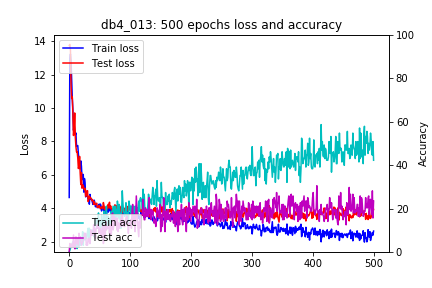 db4_013: 500 epochs loss and accuracy
Train loss
Test loss
Train acc
Test acc
Loss
14
12
10
8
6
4
2
Accuracy
100
80
60
40
20
0
0
100
200
300
400
500